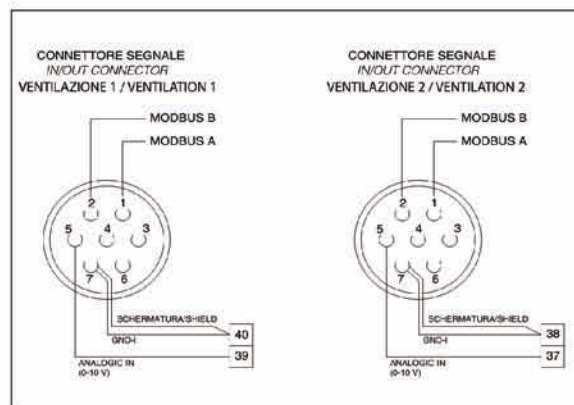 CONNETTORE SEGNALE
IN/OUT CONNECTOR
VENTILAZIONE 1 / VENTILATION 1
MODBUS B
MODBUS A
2 1
5 4 3
7 6
SCHERMATURA/SHIELD
GND-I
40
39
ANALOGIC IN
(0-10 V)
CONNETTORE SEGNALE
IN/OUT CONNECTOR
VENTILAZIONE 2 / VENTILATION 2
MODBUS B
MODBUS A
2 1
5 4 3
7 6
SCHERMATURA/SHIELD
GND-I
38
37
ANALOGIC IN
(0-10 V)